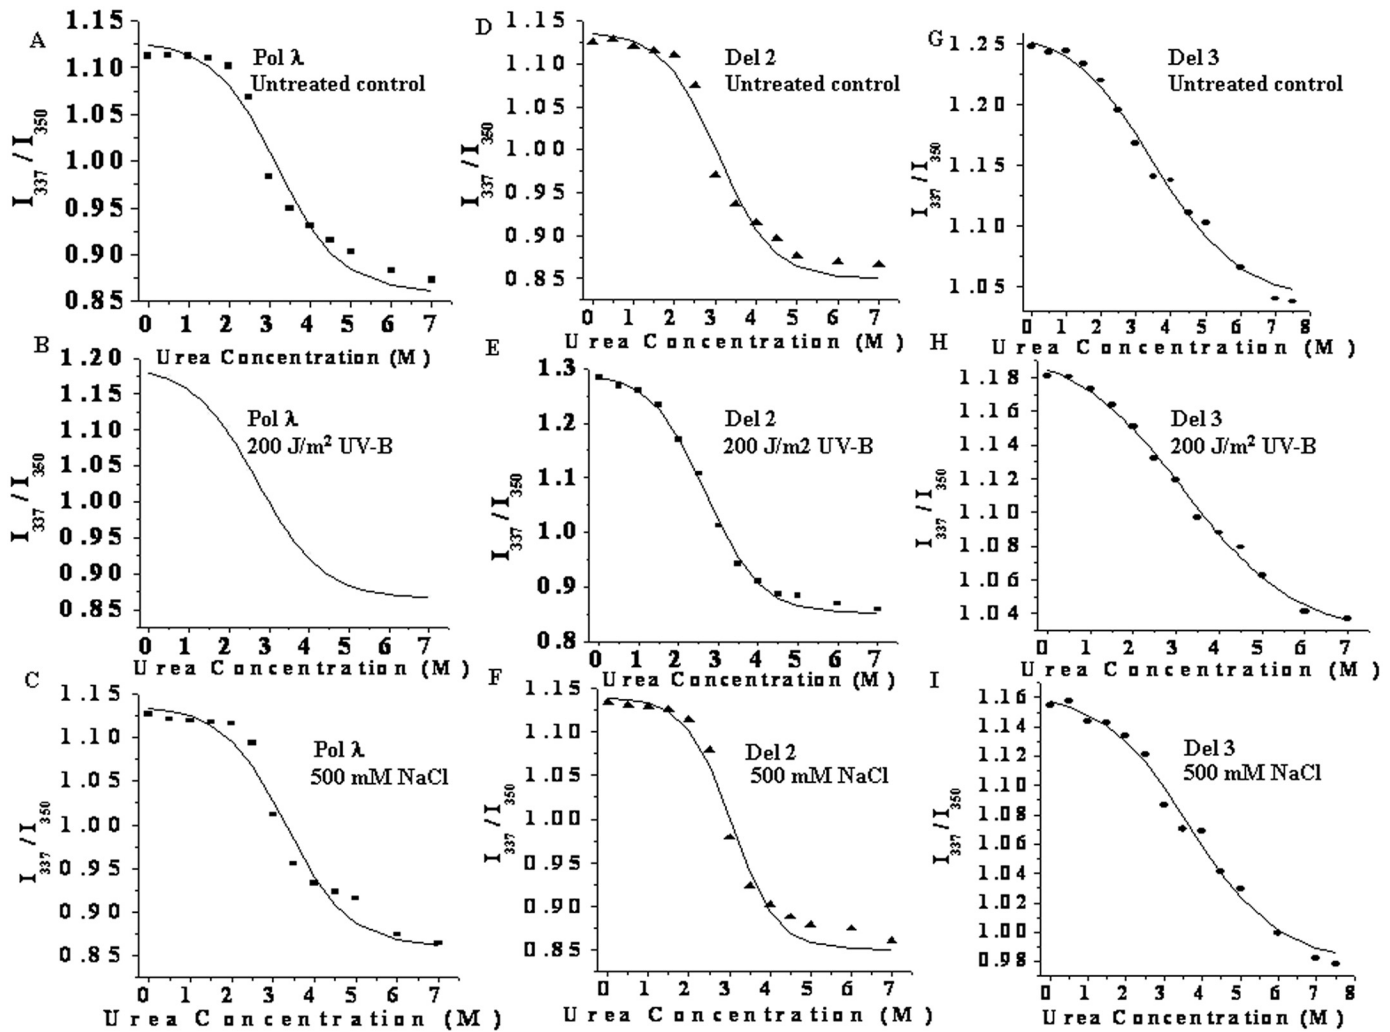 A
Pol λ
Untreated control
I337 / I350
1.15
1.10
1.05
1.00
0.95
0.90
0.85
0 1 2 3 4 5 6 7
Urea Concentration (M)
D
Del 2
Untreated control
I337 / I350
1.15
1.10
1.05
1.00
0.95
0.90
0.85
0 1 2 3 4 5 6 7
Urea Concentration (M)
G
Del 3
Untreated control
I337 / I350
1.25
1.20
1.15
1.10
1.05
0 1 2 3 4 5 6 7 8
Urea Concentration (M)
B
Pol λ
200 J/m² UV-B
I337 / I350
1.20
1.15
1.10
1.05
1.00
0.95
0.90
0.85
0 1 2 3 4 5 6 7
Urea Concentration (M)
E
Del 2
200 J/m2 UV-B
I337 / I350
1.3
1.2
1.1
1.0
0.9
0.8
0 1 2 3 4 5 6 7
Urea Concentration (M)
H
Del 3
200 J/m² UV-B
I337 / I350
1.18
1.16
1.14
1.12
1.10
1.08
1.06
1.04
0 1 2 3 4 5 6 7
Urea Concentration (M)
C
Pol λ
500 mM NaCl
I337 / I350
1.15
1.10
1.05
1.00
0.95
0.90
0.85
0 1 2 3 4 5 6 7
Urea Concentration (M)
F
Del 2
500 mM NaCl
I337 / I350
1.15
1.10
1.05
1.00
0.95
0.90
0.85
0 1 2 3 4 5 6 7
Urea Concentration (M)
I
Del 3
500 mM NaCl
I337 / I350
1.16
1.14
1.12
1.10
1.08
1.06
1.04
1.02
1.00
0.98
0 1 2 3 4 5 6 7 8
Urea Concentration (M)